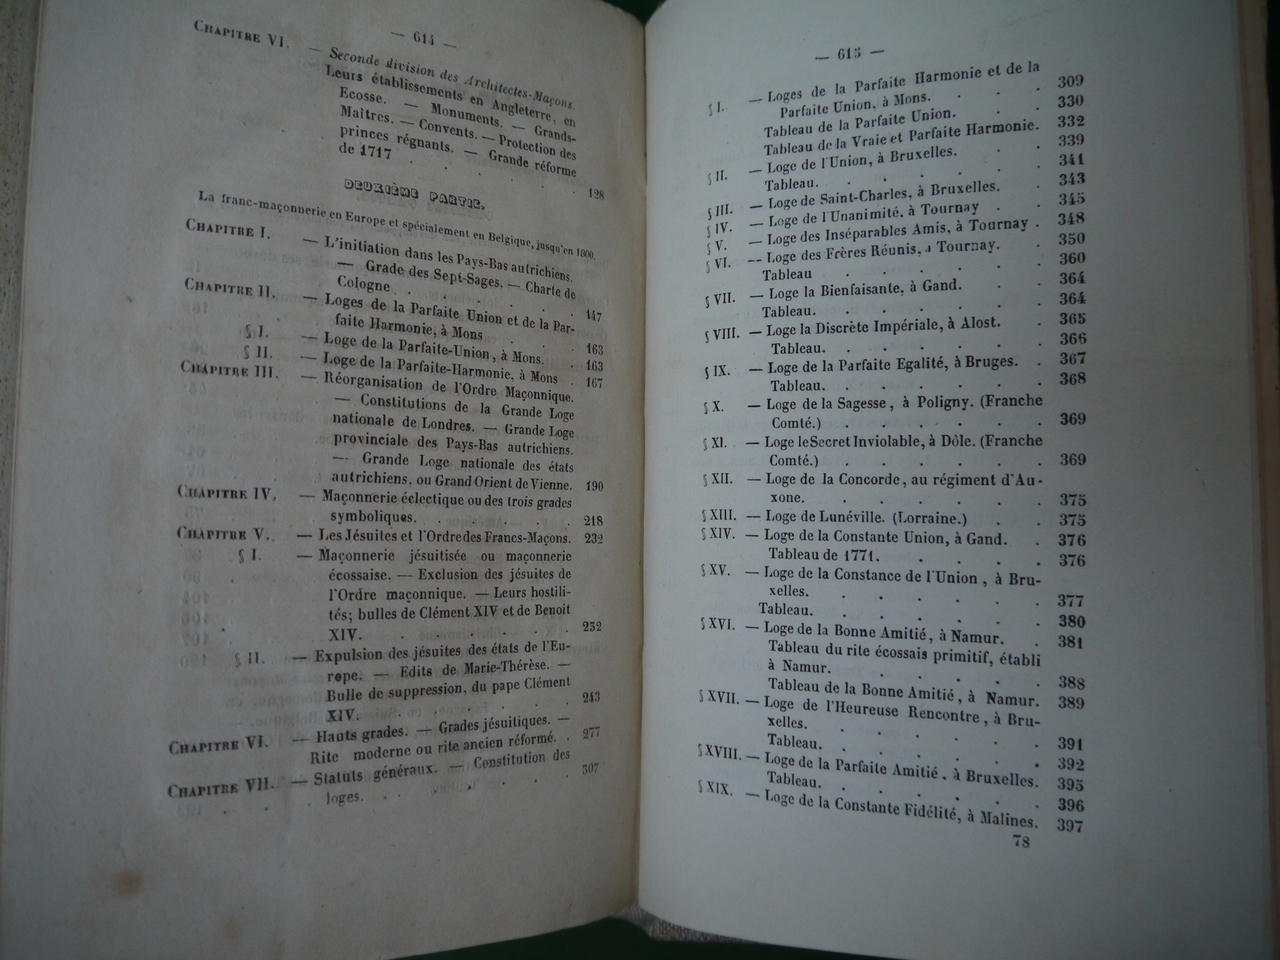 — 614 —
CHAPITRE VI. — Seconde division des Architectes-Maçons.
Leurs établissements en Angleterre, en
Ecosse. — Monuments. — Grands-
Maîtres. — Convents. — Protection des
princes régnants. — Grande réforme
de 1717 . . . . . . 128
DEUXIÈME PARTIE.
La franc-maçonnerie en Europe et spécialement en Belgique, jusqu'en 1800.
CHAPITRE I. — L'initiation dans les Pays-Bas autrichiens.
— Grade des Sept-Sages. — Charte de
Cologne . . . . . . 147
CHAPITRE II. — Loges de la Parfaite Union et de la Par-
faite Harmonie, à Mons . . . 163
§ I. — Loge de la Parfaite-Union, à Mons. . 163
§ II. — Loge de la Parfaite-Harmonie, à Mons . 167
CHAPITRE III. — Réorganisation de l'Ordre Maçonnique.
— Constitutions de la Grande Loge
nationale de Londres. — Grande Loge
provinciale des Pays-Bas autrichiens.
— Grande Loge nationale des états
autrichiens, ou Grand Orient de Vienne. 190
CHAPITRE IV. — Maçonnerie éclectique ou des trois grades
symboliques. . . . . . 218
CHAPITRE V. — Les Jésuites et l'Ordre des Francs-Maçons. 232
§ I. — Maçonnerie jésuitisée ou maçonnerie
écossaise. — Exclusion des jésuites de
l'Ordre maçonnique. — Leurs hostili-
tés; bulles de Clément XIV et de Benoit
XIV. . . . . . . 232
§ II. — Expulsion des jésuites des états de l'Eu-
rope. — Edits de Marie-Thérèse. —
Bulle de suppression, du pape Clément
XIV. . . . . . . 243
CHAPITRE VI. — Hauts grades. — Grades jésuitiques. —
Rite moderne ou rite ancien réformé. . 277
CHAPITRE VII. — Statuts généraux. — Constitution des
loges. . . . . . . 307
— 615 —
§ I. — Loges de la Parfaite Harmonie et de la
Parfaite Union, à Mons. . . . 309
Tableau de la Parfaite Union. . . 330
Tableau de la Vraie et Parfaite Harmonie. 332
§ II. — Loge de l'Union, à Bruxelles. . . 339
Tableau. . . . . . . 341
§ III. — Loge de Saint-Charles, à Bruxelles. . 343
§ IV. — Loge de l'Unanimité, à Tournay . . 345
§ V. — Loge des Inséparables Amis, à Tournay . 348
§ VI. — Loge des Frères Réunis, à Tournay. . 350
Tableau . . . . . . 360
§ VII. — Loge la Bienfaisante, à Gand. . . 364
Tableau. . . . . . . 364
§ VIII. — Loge la Discrète Impériale, à Alost. . 365
Tableau. . . . . . . 366
§ IX. — Loge de la Parfaite Egalité, à Bruges. . 367
Tableau. . . . . . . 368
§ X. — Loge de la Sagesse, à Poligny. (Franche
Comté.) . . . . . . 369
§ XI. — Loge le Secret Inviolable, à Dôle. (Franche
Comté.) . . . . . . 369
§ XII. — Loge de la Concorde, au régiment d'Au-
xone. . . . . . . 375
§ XIII. — Loge de Lunéville. (Lorraine.) . . 375
§ XIV. — Loge de la Constante Union, à Gand. . 376
Tableau de 1771. . . . . 376
§ XV. — Loge de la Constance de l'Union, à Bru-
xelles. . . . . . . 377
Tableau. . . . . . . 380
§ XVI. — Loge de la Bonne Amitié, à Namur. . 381
Tableau du rite écossais primitif, établi
à Namur. . . . . . 388
Tableau de la Bonne Amitié, à Namur. 389
§ XVII. — Loge de l'Heureuse Rencontre, à Bru-
xelles. . . . . . . 391
Tableau. . . . . . . 392
§ XVIII. — Loge de la Parfaite Amitié, à Bruxelles. 395
Tableau. . . . . . . 396
§ XIX. — Loge de la Constante Fidélité, à Malines. 397
78